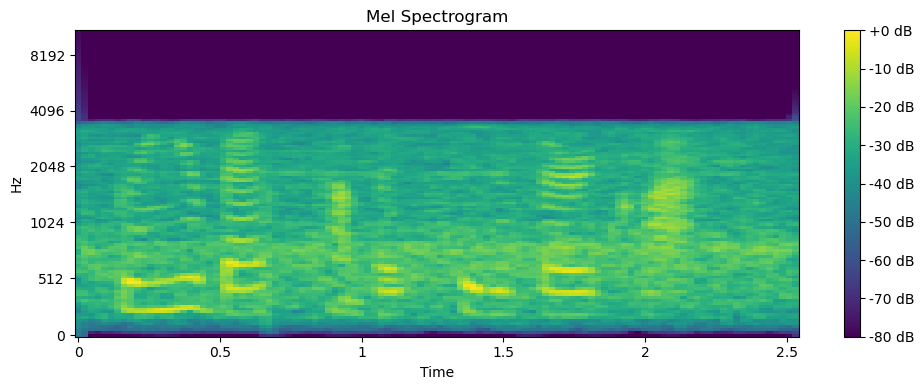 Mel Spectrogram
8192
4096
2048
1024
512
0
Hz
0
0.5
1
1.5
2
2.5
Time
+0 dB
-10 dB
-20 dB
-30 dB
-40 dB
-50 dB
-60 dB
-70 dB
-80 dB